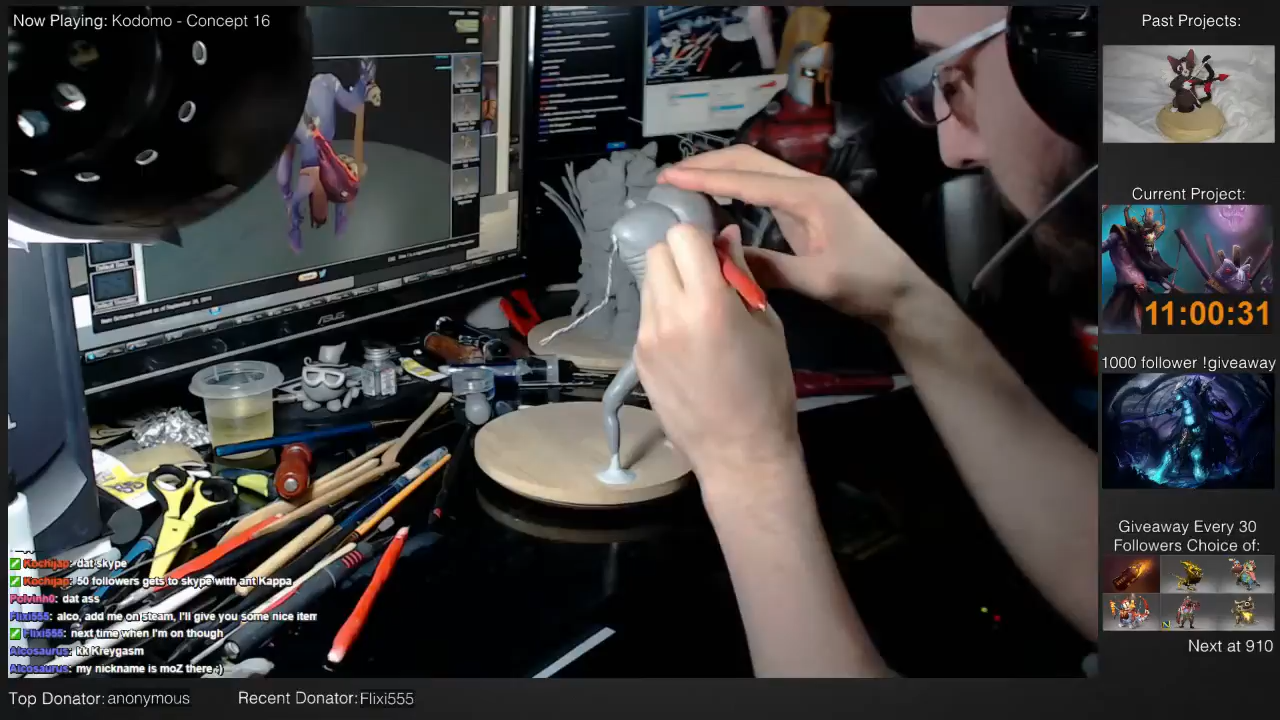 Now Playing: Kodomo - Concept 16
Past Projects:
Current Project:
11:00:31
1000 follower !giveaway
Giveaway Every 30
Followers Choice of:
Next at 910
ASUS
Kochijap: dat skype
Kochijap: 50 followers gets to skype with ant Kappa
Polvinh0: dat ass
Flixi555: alco, add me on steam, I'll give you some nice item
Flixi555: next time when I'm on though
Alcosaurus: kk Kreygasm
Alcosaurus: my nickname is moZ there ;)
Top Donator: anonymous
Recent Donator: Flixi555